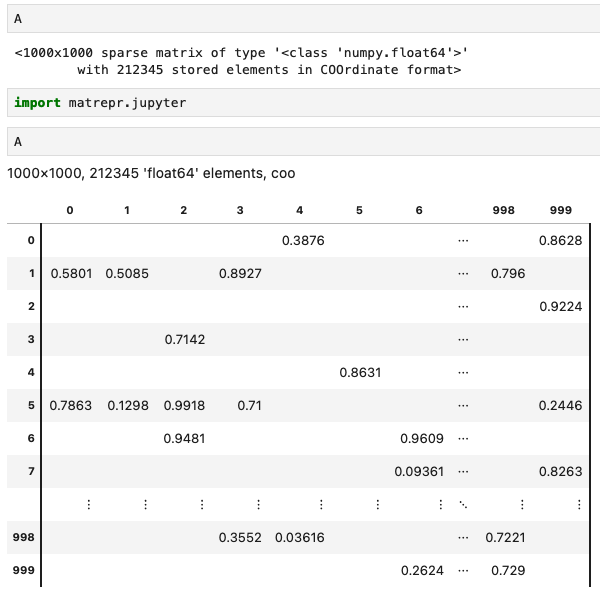 A
<1000x1000 sparse matrix of type '<class 'numpy.float64'>'
with 212345 stored elements in COOrdinate format>
import matrepr.jupyter
A
1000×1000, 212345 'float64' elements, coo
0 1 2 3 4 5 6 998 999
0 0.3876 ⋯ 0.8628
1 0.5801 0.5085 0.8927 ⋯ 0.796
2 ⋯ 0.9224
3 0.7142 ⋯
4 0.8631 ⋯
5 0.7863 0.1298 0.9918 0.71 ⋯ 0.2446
6 0.9481 0.9609 ⋯
7 0.09361 ⋯ 0.8263
⋮ ⋮ ⋮ ⋮ ⋮ ⋮ ⋮ ⋱ ⋮ ⋮
998 0.3552 0.03616 ⋯ 0.7221
999 0.2624 ⋯ 0.729